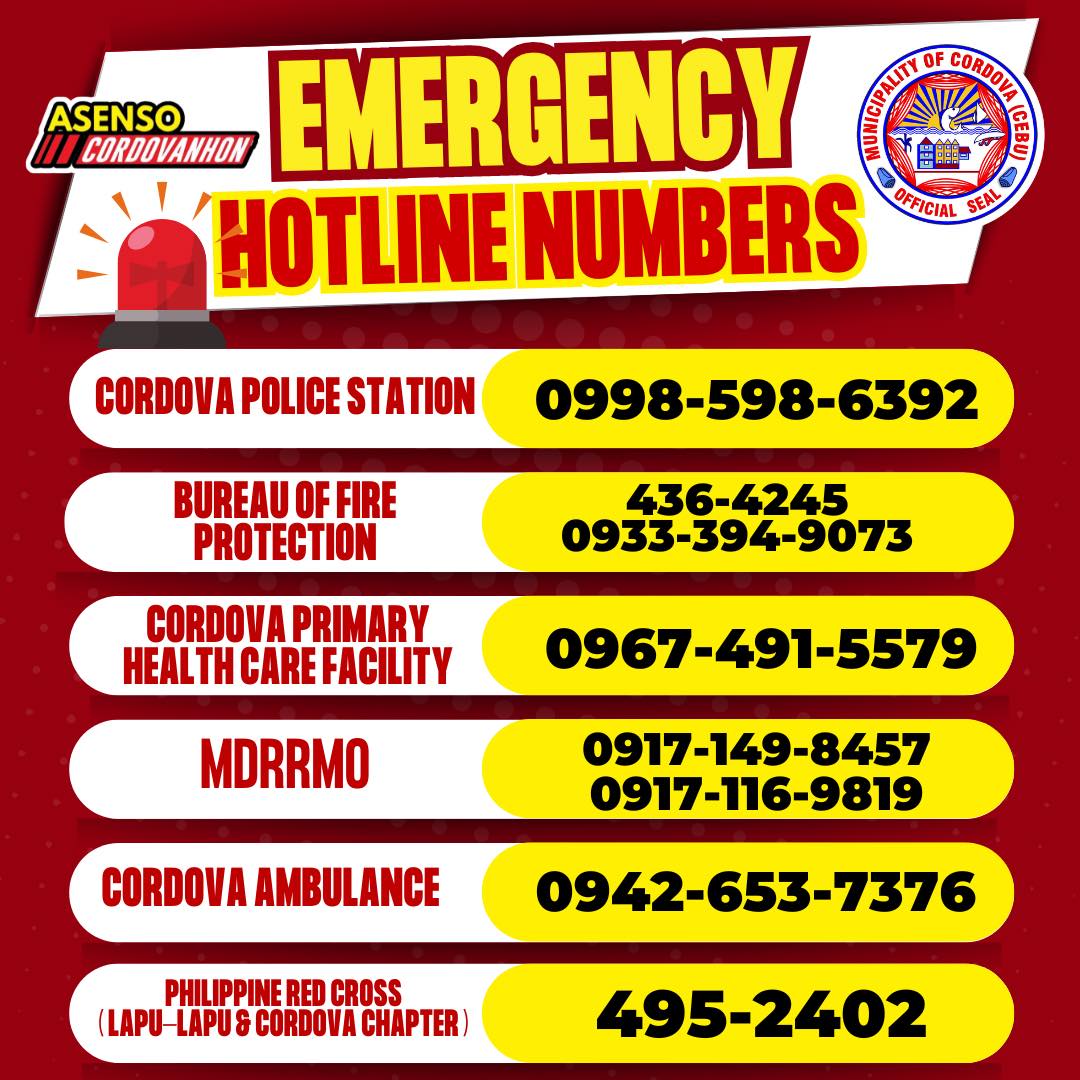 ASENSO
CORDOVANHON
EMERGENCY
HOTLINE NUMBERS
MUNICIPALITY OF CORDOVA (CEBU)
OFFICIAL SEAL
CORDOVA POLICE STATION
0998-598-6392
BUREAU OF FIRE
PROTECTION
436-4245
0933-394-9073
CORDOVA PRIMARY
HEALTH CARE FACILITY
0967-491-5579
MDRRMO
0917-149-8457
0917-116-9819
CORDOVA AMBULANCE
0942-653-7376
PHILIPPINE RED CROSS
(LAPU-LAPU & CORDOVA CHAPTER)
495-2402